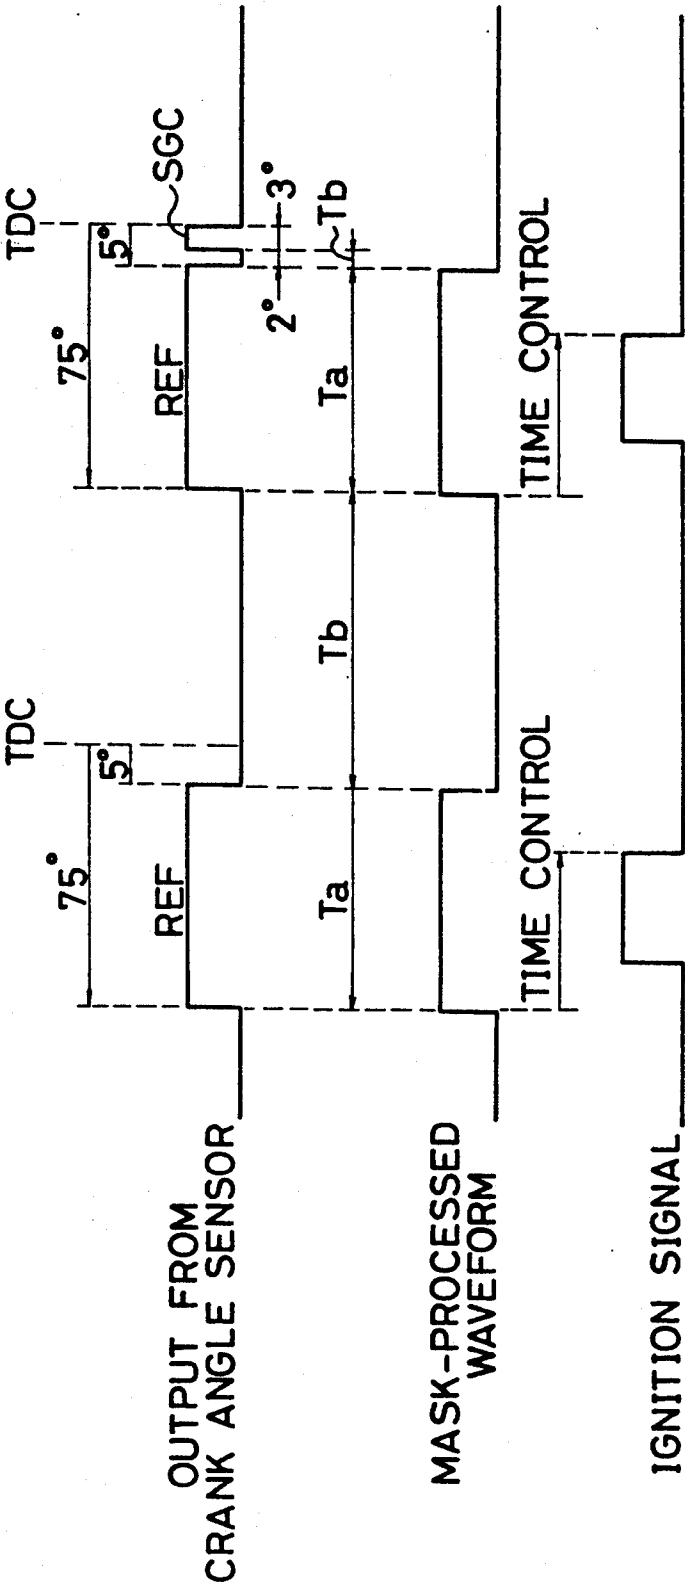 TDC
TDC
75°
75°
5°
5°
REF
REF
SGC
2°
3°
Ta
Tb
Ta
Tb
OUTPUT FROM
CRANK ANGLE SENSOR
MASK-PROCESSED
WAVEFORM
TIME CONTROL
TIME CONTROL
IGNITION SIGNAL